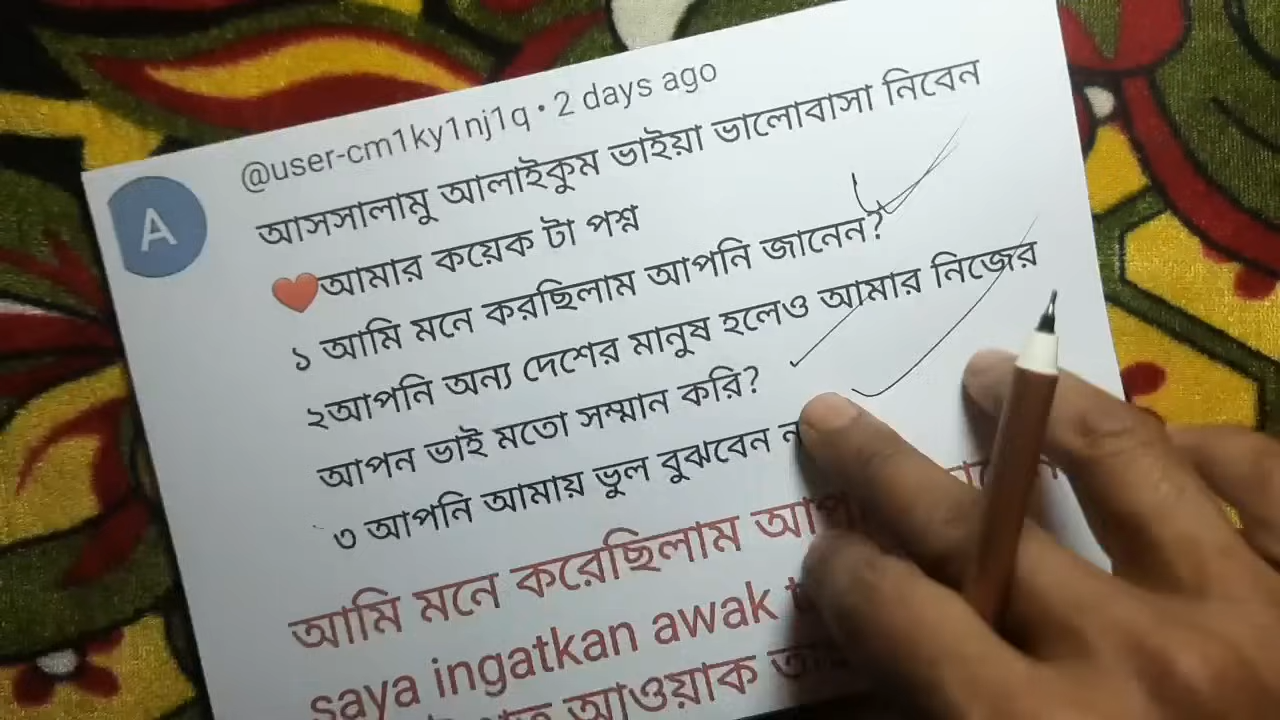 A
@user-cm1ky1nj1q • 2 days ago
আসসালামু আলাইকুম ভাইয়া ভালোবাসা নিবেন
❤️আমার কয়েক টা পশ্ন
১ আমি মনে করছিলাম আপনি জানেন?
২আপনি অন্য দেশের মানুষ হলেও আমার নিজের
আপন ভাই মতো সম্মান করি?
৩ আপনি আমায় ভুল বুঝবেন
আমি মনে করেছিলাম
saya ingatkan awak
আওয়াক